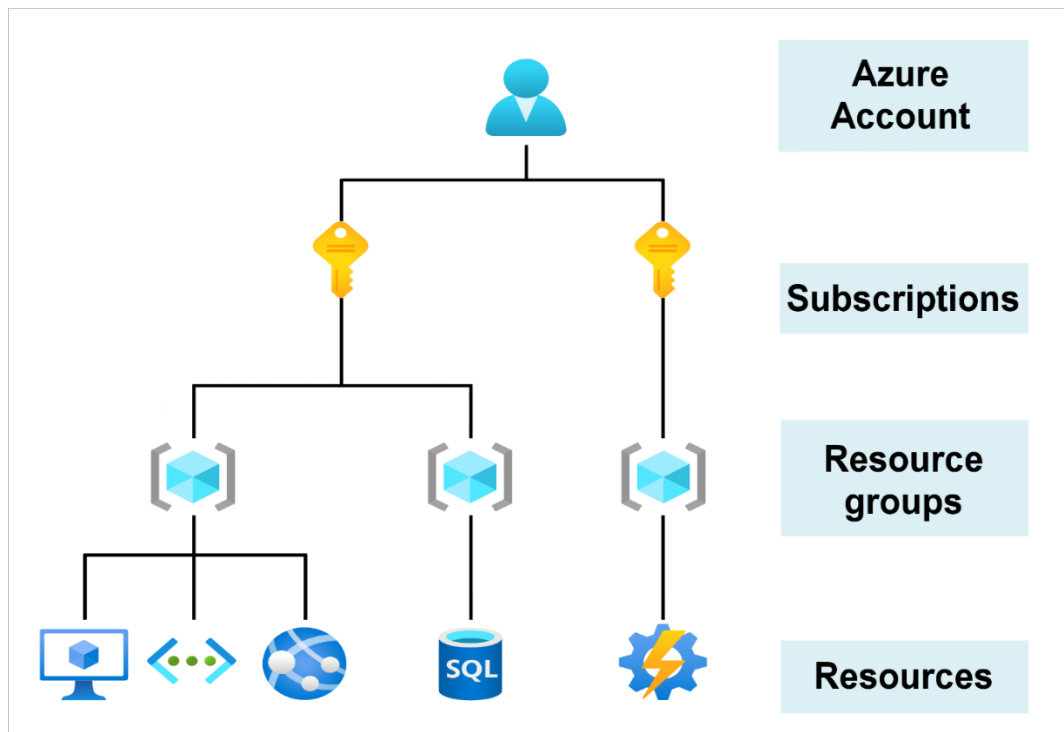 Azure
Account
Subscriptions
Resource
groups
SQL
Resources